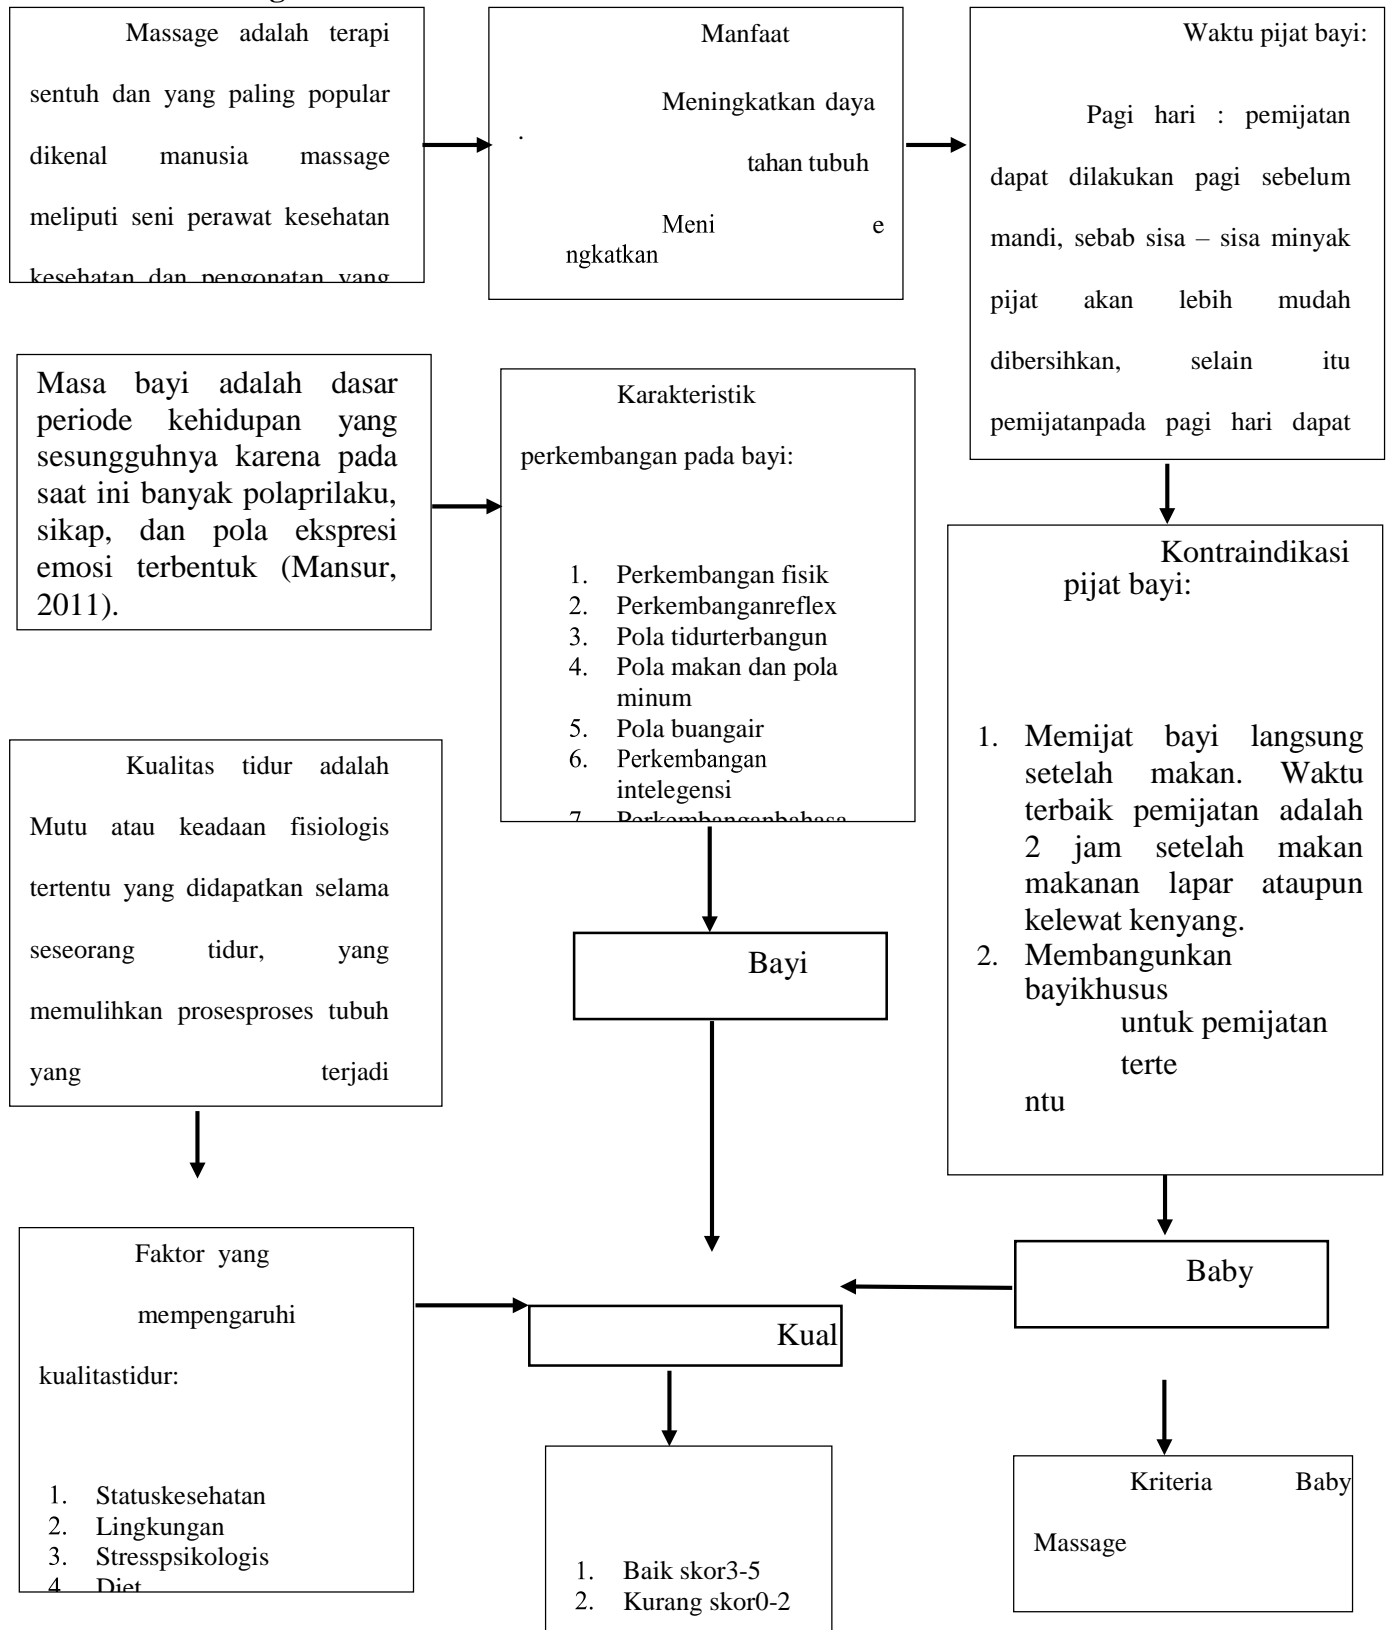 Massage adalah terapi
sentuh dan yang paling popular
dikenal manusia massage
meliputi seni perawat kesehatan
kesehatan dan pengonatan yang
Manfaat
Meningkatkan daya
.
tahan tubuh
Meni e
ngkatkan
Waktu pijat bayi:
Pagi hari : pemijatan
dapat dilakukan pagi sebelum
mandi, sebab sisa – sisa minyak
pijat akan lebih mudah
dibersihkan, selain itu
pemijatanpada pagi hari dapat
Masa bayi adalah dasar
periode kehidupan yang
sesungguhnya karena pada
saat ini banyak polaprilaku,
sikap, dan pola ekspresi
emosi terbentuk (Mansur,
2011).
Karakteristik
perkembangan pada bayi:
1. Perkembangan fisik
2. Perkembanganreflex
3. Pola tidurterbangun
4. Pola makan dan pola
minum
5. Pola buangair
6. Perkembangan
intelegensi
7. Perkembanganbahasa
Kontraindikasi
pijat bayi:
1. Memijat bayi langsung
setelah makan. Waktu
terbaik pemijatan adalah
2 jam setelah makan
makanan lapar ataupun
kelewat kenyang.
2. Membangunkan
bayikhusus
untuk pemijatan
terte
ntu
Kualitas tidur adalah
Mutu atau keadaan fisiologis
tertentu yang didapatkan selama
seseorang tidur, yang
memulihkan prosesproses tubuh
yang terjadi
Bayi
Faktor yang
mempengaruhi
kualitastidur:
1. Statuskesehatan
2. Lingkungan
3. Stresspsikologis
4. Diet
Kual
Baby
1. Baik skor3-5
2. Kurang skor0-2
Kriteria Baby
Massage